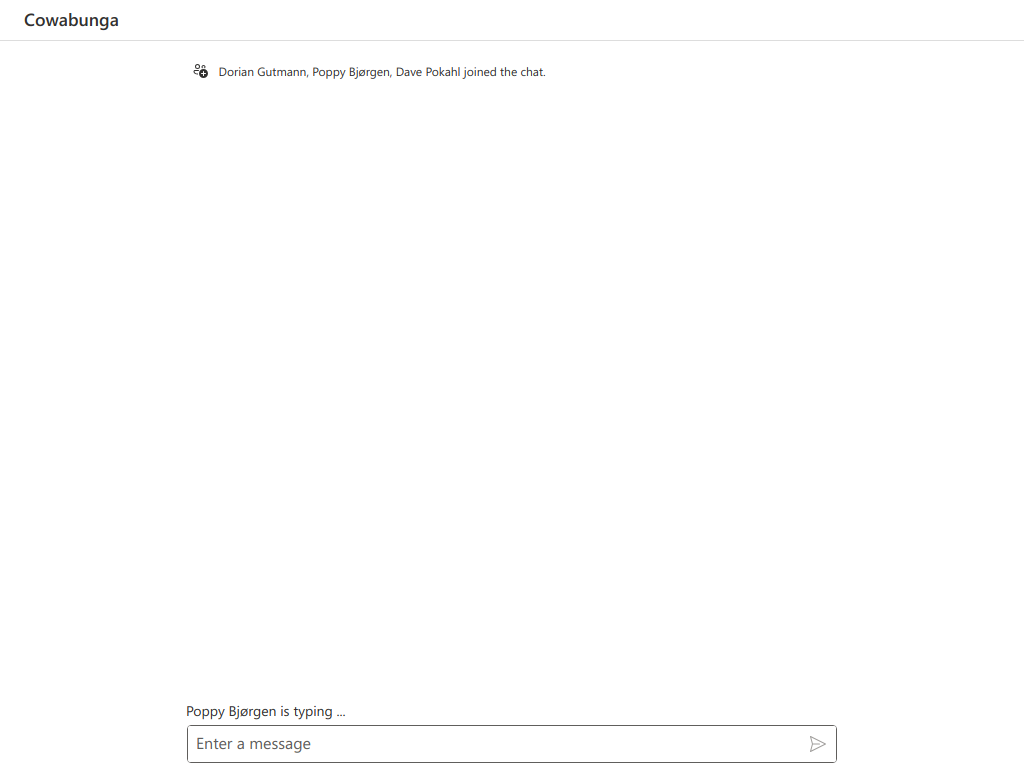 Cowabunga
Dorian Gutmann, Poppy Bjørgen, Dave Pokahl joined the chat.
Poppy Bjørgen is typing ...
Enter a message